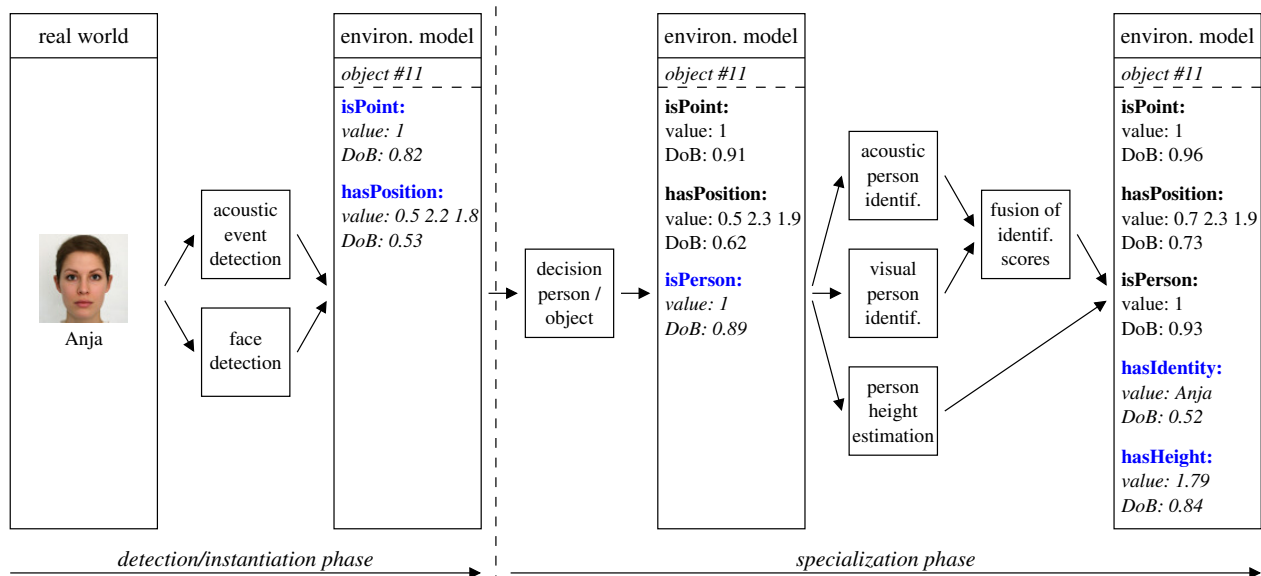 real world
Anja
acoustic
event
detection
face
detection
environ. model
object #11
isPoint:
value: 1
DoB: 0.82
hasPosition:
value: 0.5 2.2 1.8
DoB: 0.53
decision
person /
object
environ. model
object #11
isPoint:
value: 1
DoB: 0.91
hasPosition:
value: 0.5 2.3 1.9
DoB: 0.62
isPerson:
value: 1
DoB: 0.89
acoustic
person
identif.
visual
person
identif.
person
height
estimation
fusion of
identif.
scores
environ. model
object #11
isPoint:
value: 1
DoB: 0.96
hasPosition:
value: 0.7 2.3 1.9
DoB: 0.73
isPerson:
value: 1
DoB: 0.93
hasIdentity:
value: Anja
DoB: 0.52
hasHeight:
value: 1.79
DoB: 0.84
detection/instantiation phase
specialization phase